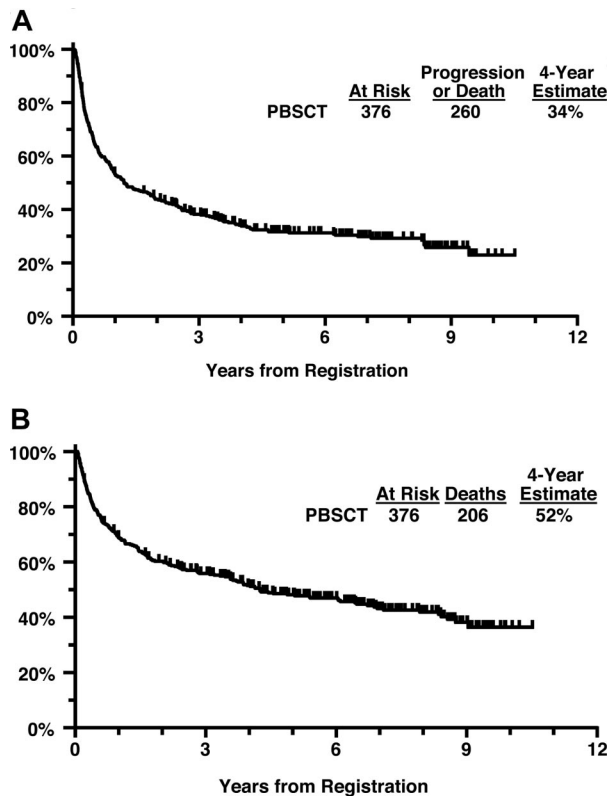 A
100%
80%
60%
40%
20%
0%
At Risk Progression or Death 4-Year Estimate
PBSCT 376 260 34%
0 3 6 9 12
Years from Registration
B
100%
80%
60%
40%
20%
0%
At Risk Deaths 4-Year Estimate
PBSCT 376 206 52%
0 3 6 9 12
Years from Registration